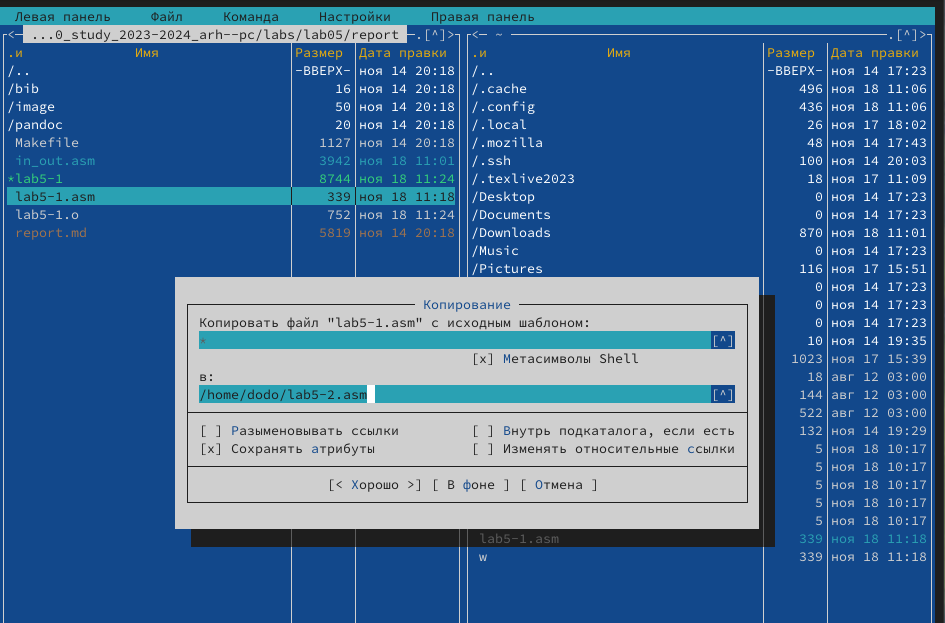 Левая панель Файл Команда Настройки Правая панель
<─ ...0_study_2023-2024_arh--pc/labs/lab05/report ─.[^]> <─ ~ ─.[^]>
.и Имя Размер Дата правки .и Имя Размер Дата правки
/.. -ВВЕРХ- ноя 14 20:18 /.. -ВВЕРХ- ноя 14 17:23
/bib 16 ноя 14 20:18 /.cache 496 ноя 18 11:06
/image 50 ноя 14 20:18 /.config 436 ноя 18 11:06
/pandoc 20 ноя 14 20:18 /.local 26 ноя 17 18:02
Makefile 1127 ноя 14 20:18 /.mozilla 48 ноя 14 17:43
in_out.asm 3942 ноя 18 11:01 /.ssh 100 ноя 14 20:03
*lab5-1 8744 ноя 18 11:24 /.texlive2023 18 ноя 17 11:09
lab5-1.asm 339 ноя 18 11:18 /Desktop 0 ноя 14 17:23
lab5-1.o 752 ноя 18 11:24 /Documents 0 ноя 14 17:23
report.md 5819 ноя 14 20:18 /Downloads 870 ноя 18 11:01
/Music 0 ноя 14 17:23
/Pictures 116 ноя 17 15:51
0 ноя 14 17:23
Копирование 0 ноя 14 17:23
Копировать файл "lab5-1.asm" с исходным шаблоном: 0 ноя 14 17:23
* [^] 10 ноя 14 19:35
[x] Метасимволы Shell 1023 ноя 17 15:39
в: 18 авг 12 03:00
/home/dodo/lab5-2.asm [^] 144 авг 12 03:00
522 авг 12 03:00
[ ] Разыменовывать ссылки [ ] Внутрь подкаталога, если есть 132 ноя 14 19:29
[x] Сохранять атрибуты [ ] Изменять относительные ссылки 5 ноя 18 10:17
5 ноя 18 10:17
[< Хорошо >] [ В фоне ] [ Отмена ] 5 ноя 18 10:17
5 ноя 18 10:17
5 ноя 18 10:17
lab5-1.asm 339 ноя 18 11:18
w 339 ноя 18 11:18